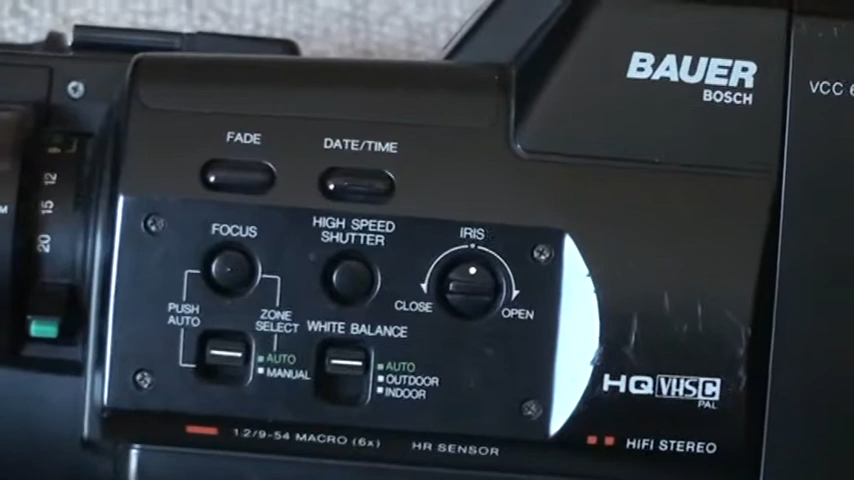 BAUER
BOSCH
VCC
FADE
DATE/TIME
12
15
20
FOCUS
HIGH SPEED
SHUTTER
IRIS
PUSH
AUTO
ZONE
SELECT
CLOSE
OPEN
WHITE BALANCE
AUTO
MANUAL
AUTO
OUTDOOR
INDOOR
HQ VHS C
PAL
1.2/9-54 MACRO (6x)
HR SENSOR
HIFI STEREO